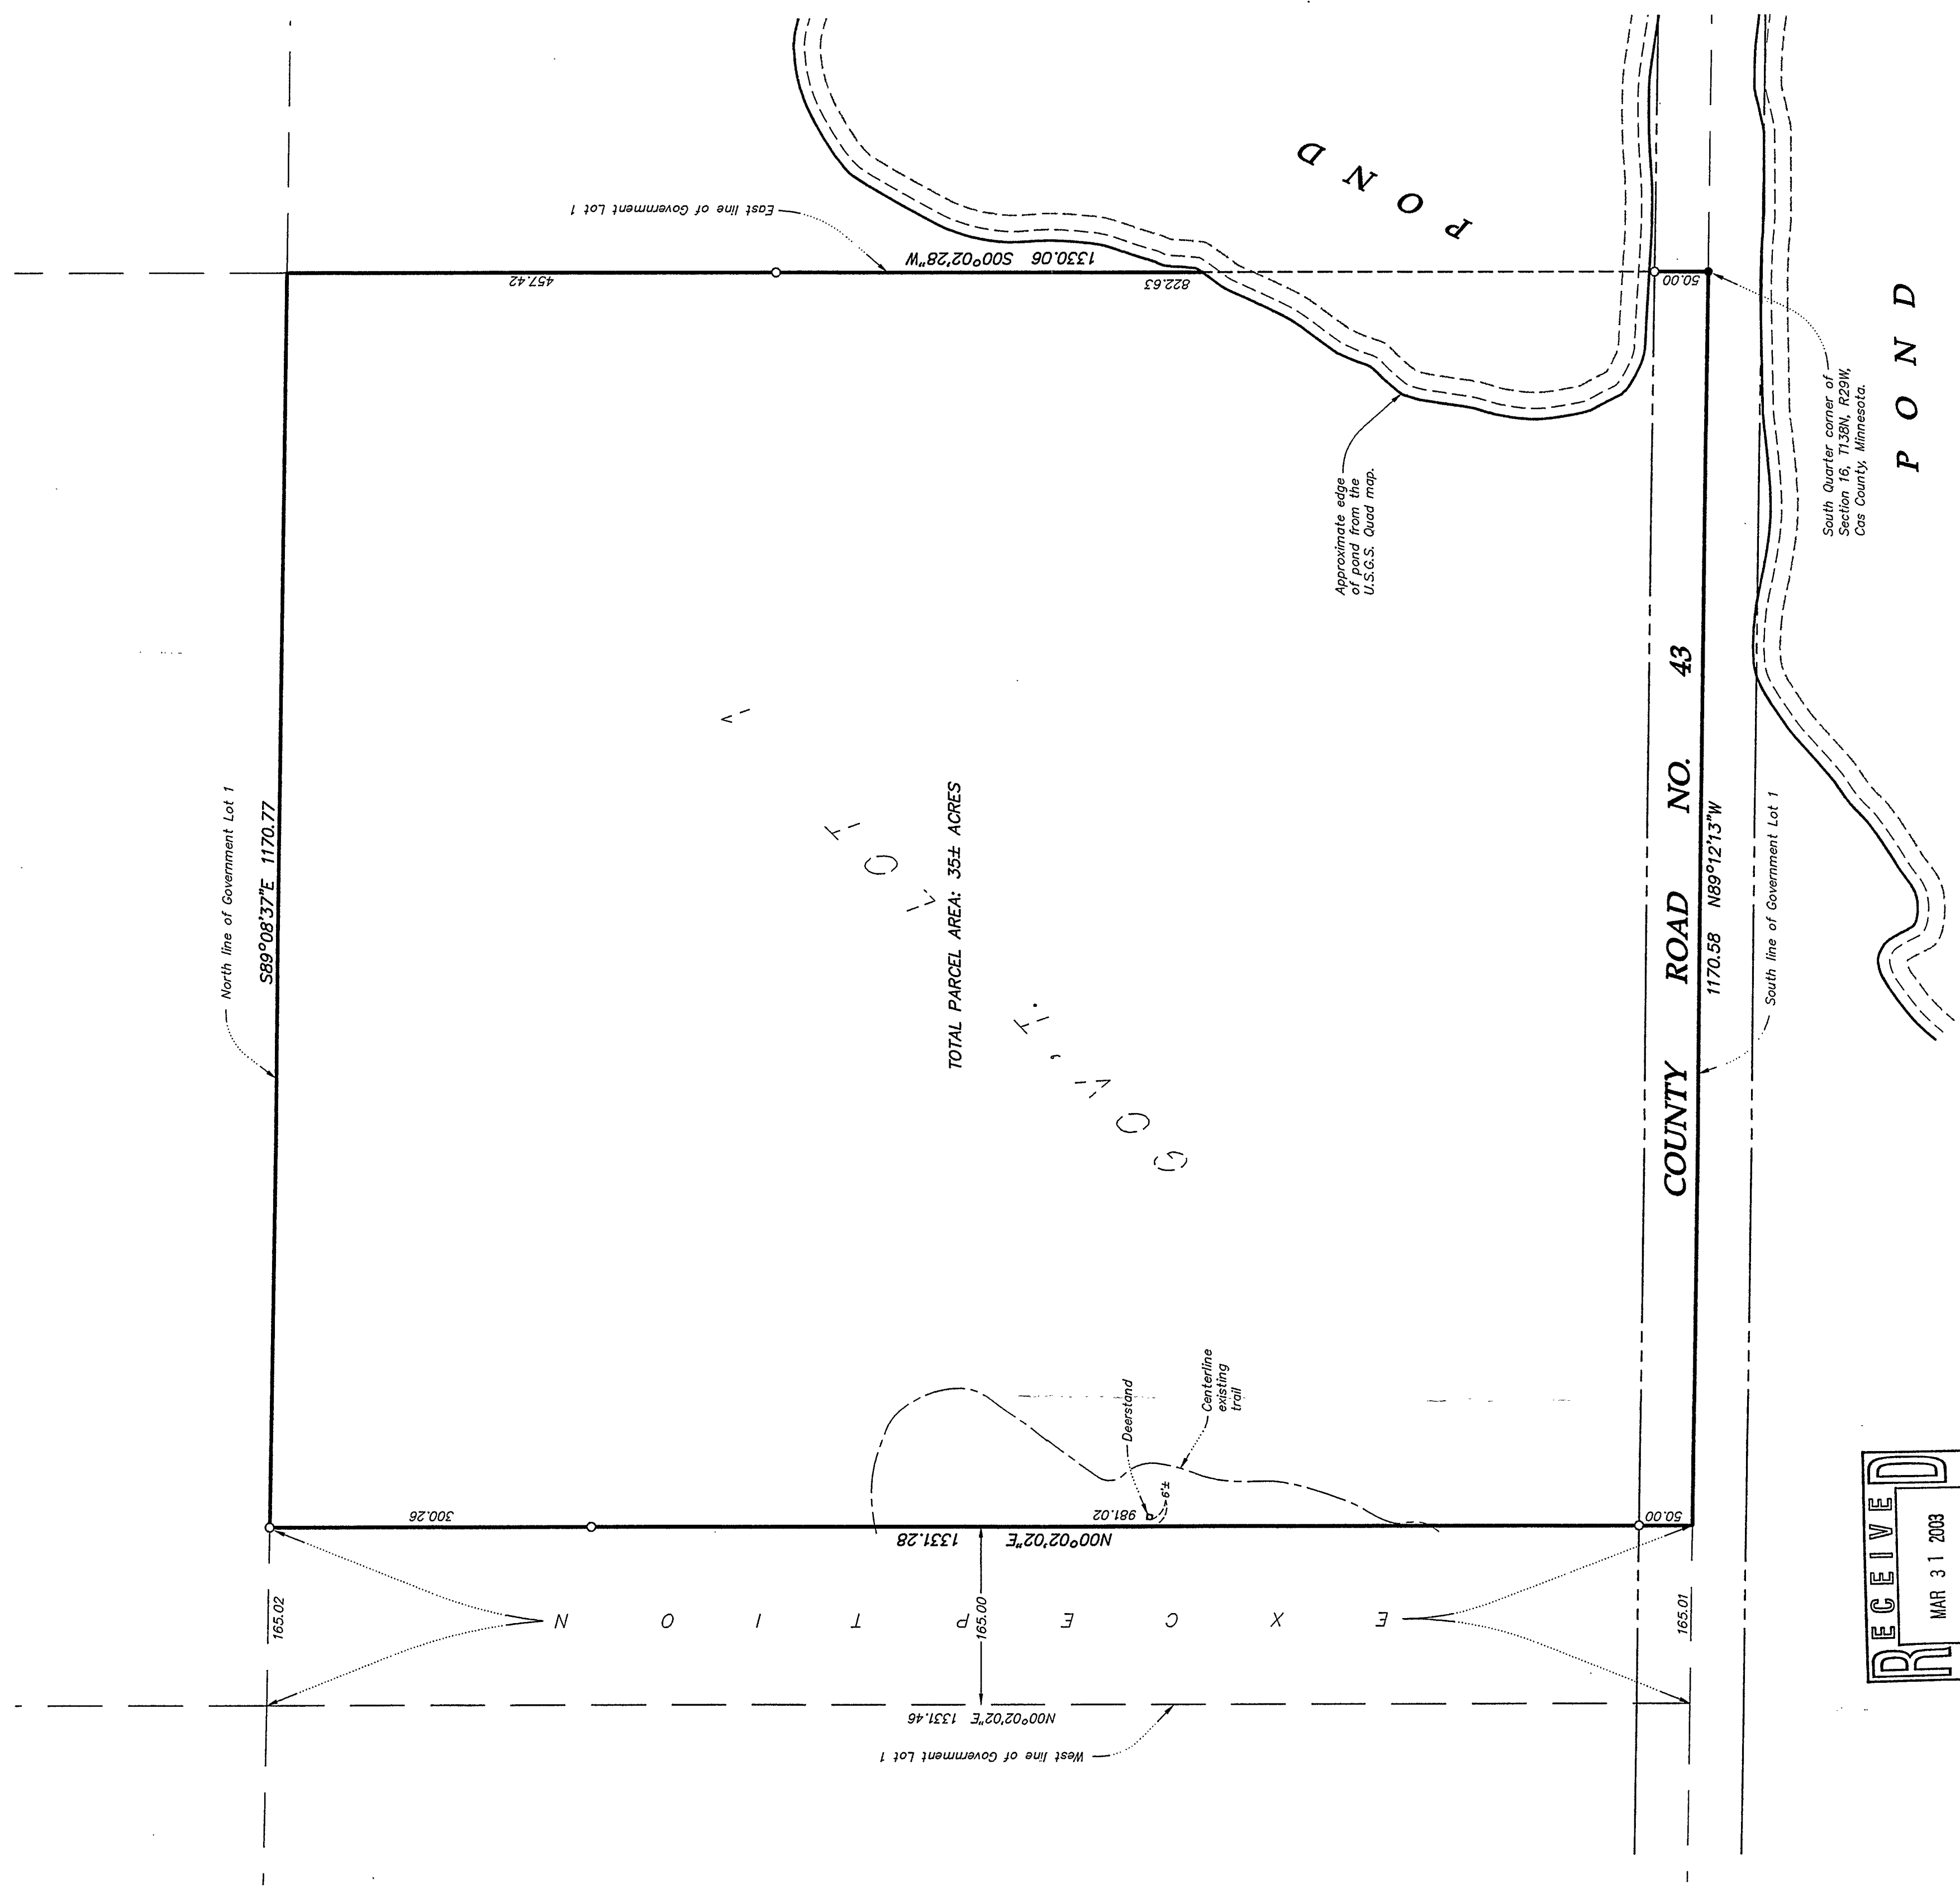 North line of Government Lot 1
S89°08'37"E 1170.77
East line of Government Lot 1
1330.06 S00°02'28"W
457.42
822.63
50.00
POND
POND
South Quarter corner of
Section 16, T138N, R29W,
Cas County, Minnesota.
Approximate edge
of pond from the
U.S.G.S. Quad map.
GOV'T. LOT 1
TOTAL PARCEL AREA: 35± ACRES
COUNTY ROAD NO. 43
1170.58 N89°12'13"W
South line of Government Lot 1
Deerstand
Centerline
existing
trail
6'±
300.26
981.02
50.00
N00°02'02"E 1331.28
165.02
165.00
165.01
EXCEPTION
N00°02'02"E 1331.46
West line of Government Lot 1
RECEIVED
MAR 31 2003